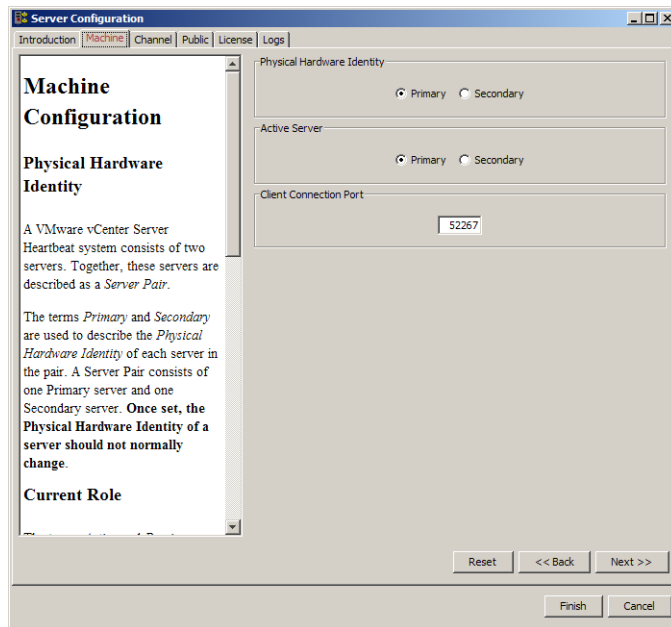 Server Configuration
Introduction Machine Channel Public License Logs
Machine
Configuration
Physical Hardware
Identity
A VMware vCenter Server
Heartbeat system consists of two
servers. Together, these servers are
described as a Server Pair.
The terms Primary and Secondary
are used to describe the Physical
Hardware Identity of each server in
the pair. A Server Pair consists of
one Primary server and one
Secondary server. Once set, the
Physical Hardware Identity of a
server should not normally
change.
Current Role
Physical Hardware Identity
Primary Secondary
Active Server
Primary Secondary
Client Connection Port
52267
Reset << Back Next >>
Finish Cancel